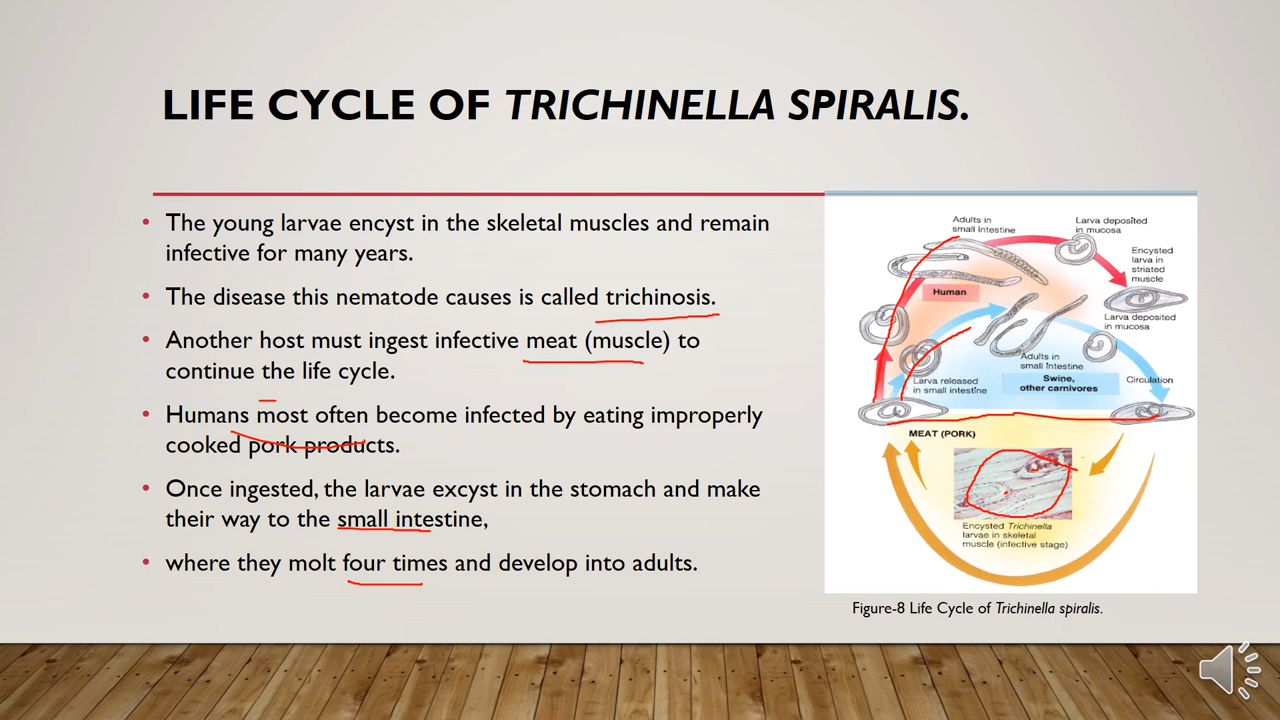 LIFE CYCLE OF TRICHINELLA SPIRALIS.
• The young larvae encyst in the skeletal muscles and remain
infective for many years.
• The disease this nematode causes is called trichinosis.
• Another host must ingest infective meat (muscle) to
continue the life cycle.
• Humans most often become infected by eating improperly
cooked pork products.
• Once ingested, the larvae excyst in the stomach and make
their way to the small intestine,
• where they molt four times and develop into adults.
Adults in
small intestine
Larva deposited
in mucosa
Encysted
larva in
striated
muscle
Human
Larva deposited
in mucosa
Adults in
small intestine
Larva released
in small intestine
Swine,
other carnivores
Circulation
MEAT (PORK)
Encysted Trichinella
larvae in skeletal
muscle (infective stage)
Figure-8 Life Cycle of Trichinella spiralis.